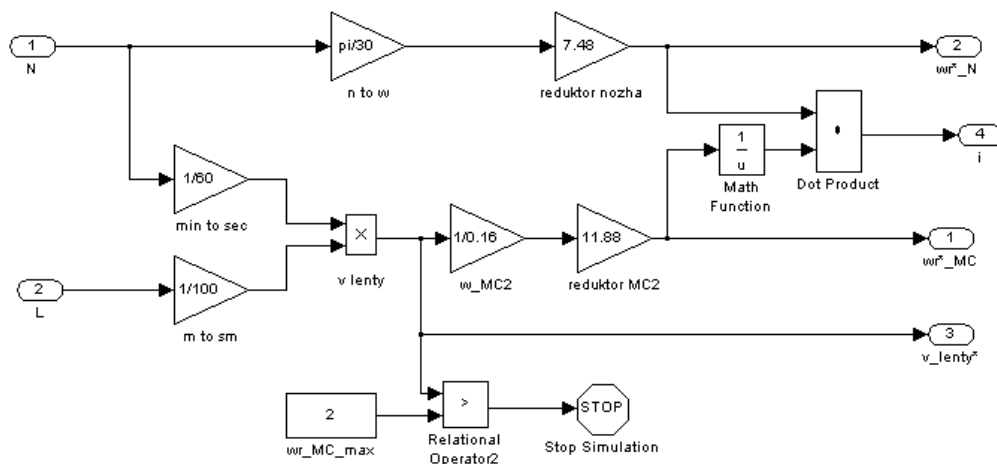 1
N
pi/30
n to w
7.48
reduktor nozha
2
wr*_N
4
i
1
u
Math
Function
Dot Product
1/60
min to sec
×
v lenty
1/0.16
w_MC2
11.88
reduktor MC2
1
wr*_MC
2
L
1/100
m to sm
3
v_lenty*
2
wr_MC_max
>
Relational
Operator2
STOP
Stop Simulation